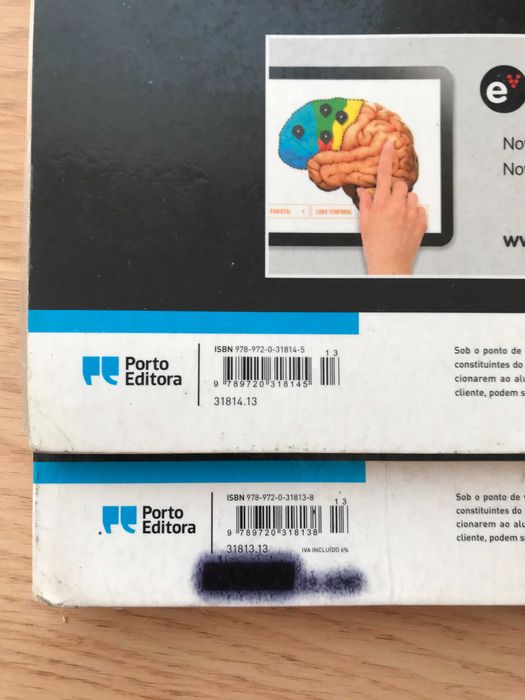 e
No
No
PARIETAL
LOBO TEMPORAL
ww
ISBN 978-972-0-31814-5
1 3
Porto
Editora
9 789720 318145
31814.13
Sob o ponto de
constituintes do
cionarem ao alu
cliente, podem s
ISBN 978-972-0-31813-8
1 3
Porto
Editora
9 789720 318138
31813.13
IVA INCLUÍDO 6%
Sob o ponto de v
constituintes do
cionarem ao alu
cliente, podem se